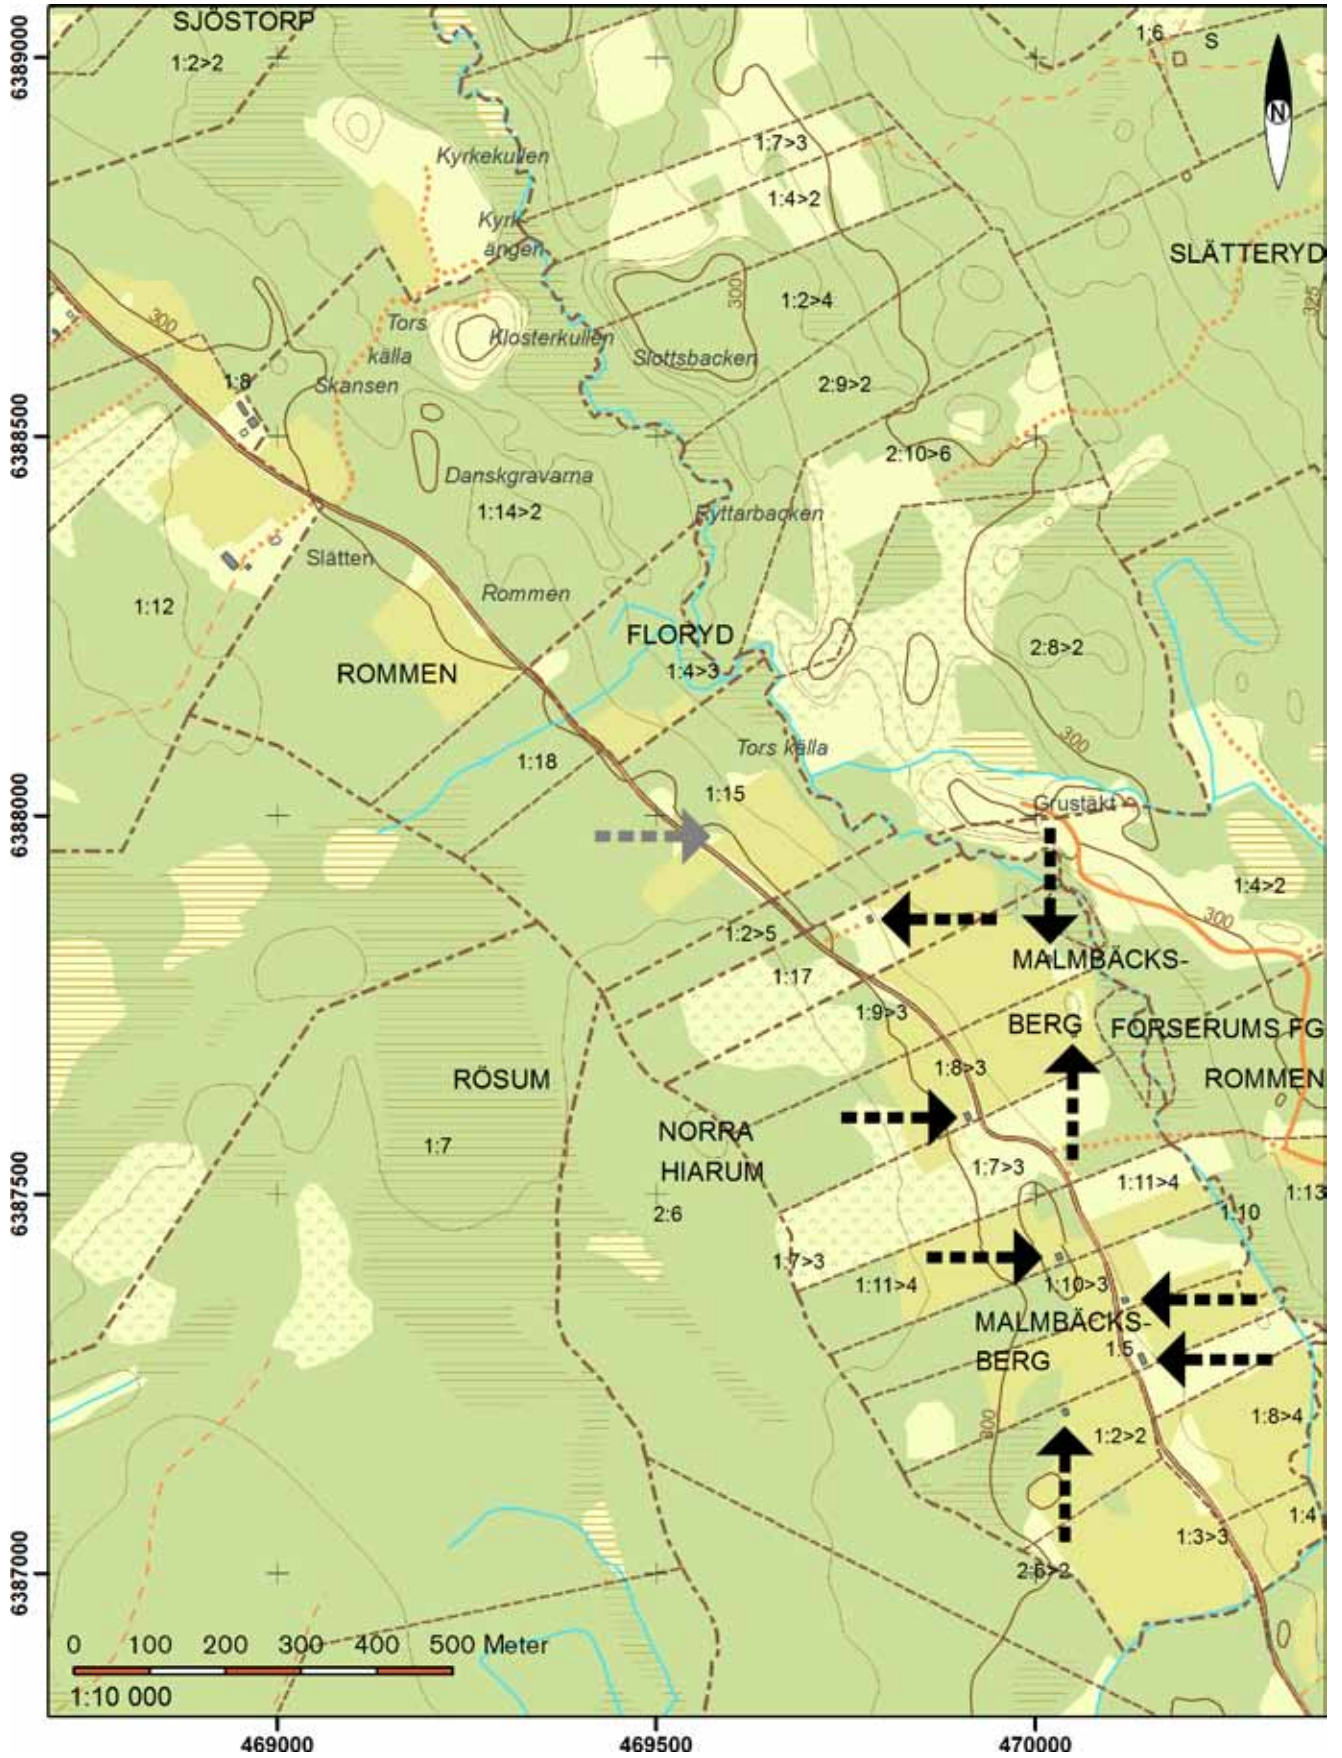 SJÖSTORP
1:6
S
6389000
1:2>2
N
1:7>3
Kyrkekullen
1:4>2
Kyrk-
ängen
SLÄTTERYD
300
300
1:2>4
325
Tors
källa
Klosterkullen
Slottsbacken
Skansen
1:8
2:9>2
6388500
2:10>6
Danskgravarna
1:14>2
Ryttarbacken
Slätten
Rommen
1:12
FLORYD
2:8>2
ROMMEN
1:4>3
300
Tors källa
1:18
1:15
Grustäkt
6388000
1:4>2
300
1:2>5
MALMBÄCKS-
1:17
1:9>3
BERG
FORSERUMS FG
1:8>3
RÖSUM
ROMMEN
0
NORRA
1:7
HIARUM
1:7>3
1:11>4
1:13
6387500
2:6
1:10
1:7>3
1:11>4
1:10>3
MALMBÄCKS-
1:5
BERG
300
1:8>4
1:2>2
1:4
1:3>3
2:6>2
6387000
0 100 200 300 400 500 Meter
1:10 000
469000 469500 470000